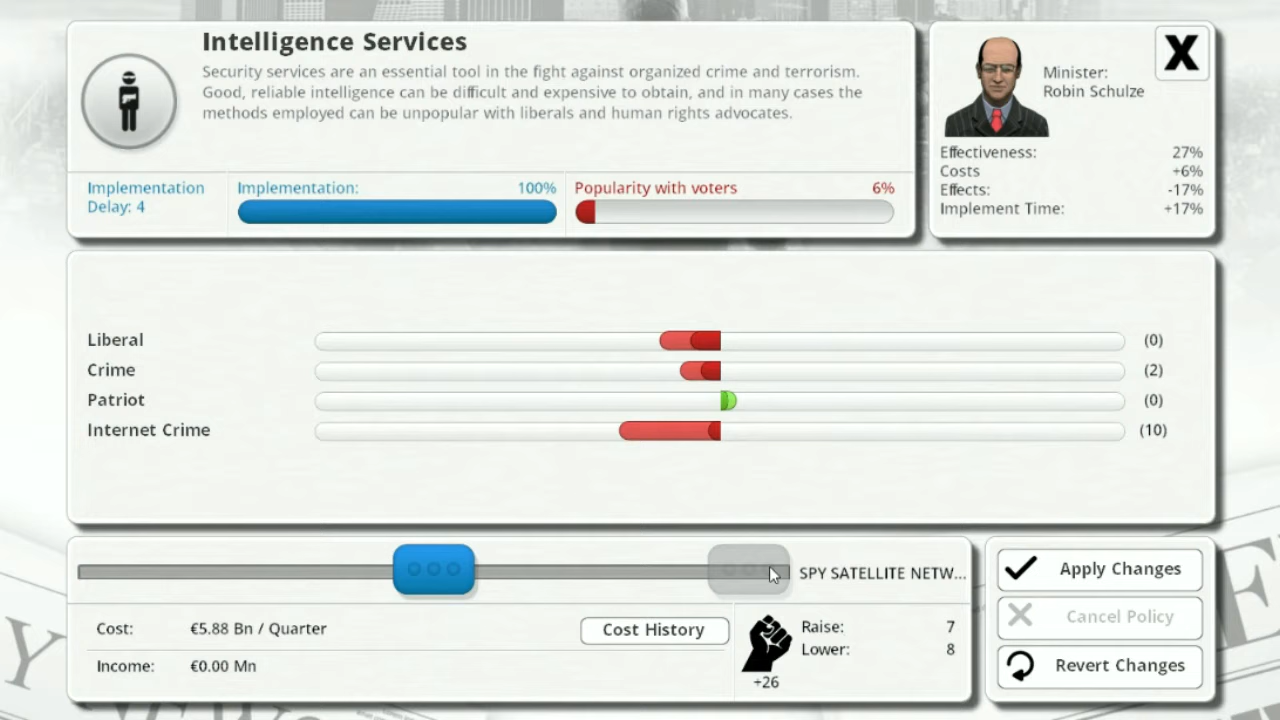 Intelligence Services
Security services are an essential tool in the fight against organized crime and terrorism.
Good, reliable intelligence can be difficult and expensive to obtain, and in many cases the
methods employed can be unpopular with liberals and human rights advocates.
Implementation
Delay: 4
Implementation: 100%
Popularity with voters 6%
X
Minister:
Robin Schulze
Effectiveness: 27%
Costs +6%
Effects: -17%
Implement Time: +17%
Liberal (0)
Crime (2)
Patriot (0)
Internet Crime (10)
SPY SATELLITE NETW...
Cost: €5.88 Bn / Quarter
Cost History
Income: €0.00 Mn
Raise: 7
Lower: 8
+26
Apply Changes
Cancel Policy
Revert Changes